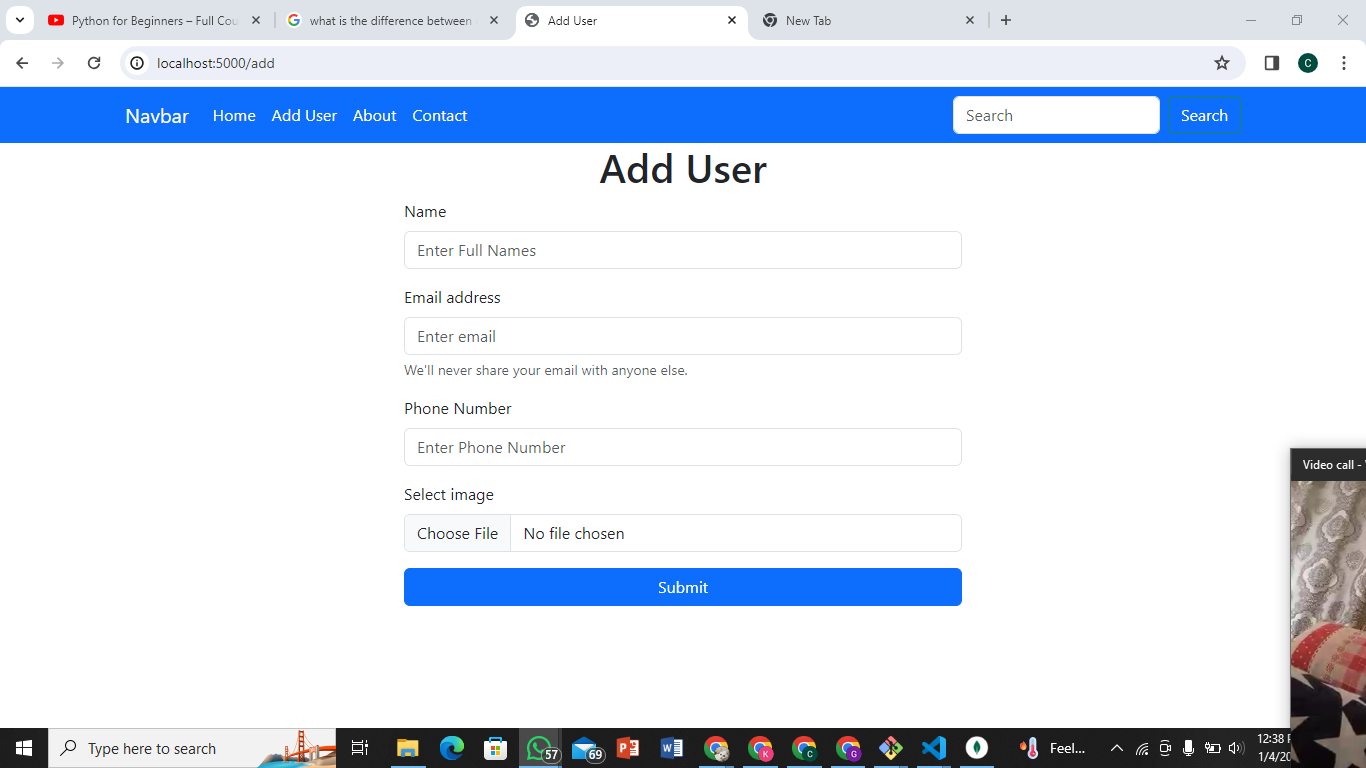 Python for Beginners – Full Cou
what is the difference between
Add User
New Tab
localhost:5000/add
C
Navbar Home Add User About Contact Search Search
Add User
Name
Enter Full Names
Email address
Enter email
We'll never share your email with anyone else.
Phone Number
Enter Phone Number
Select image
Choose File No file chosen
Submit
Video call -
Type here to search
57
69
K
C
G
Feel...
12:38
1/4/20